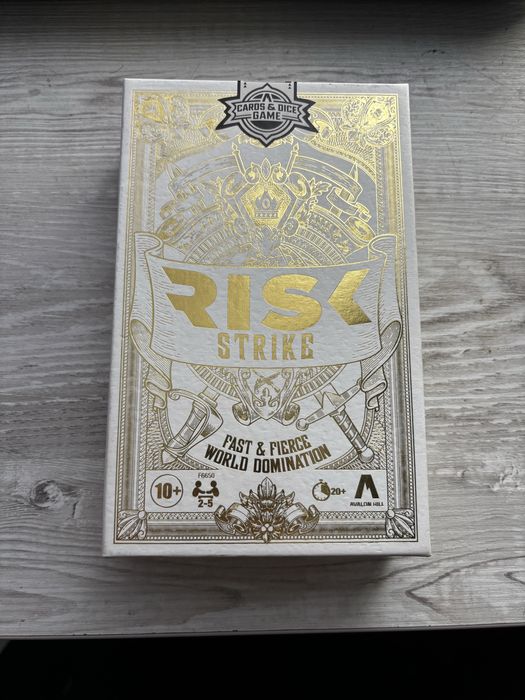 CARDS & DICE
GAME
RISK
STRIKE
FAST & FIERCE
WORLD DOMINATION
10+
F6650
2-5
20+
AVALON HILL